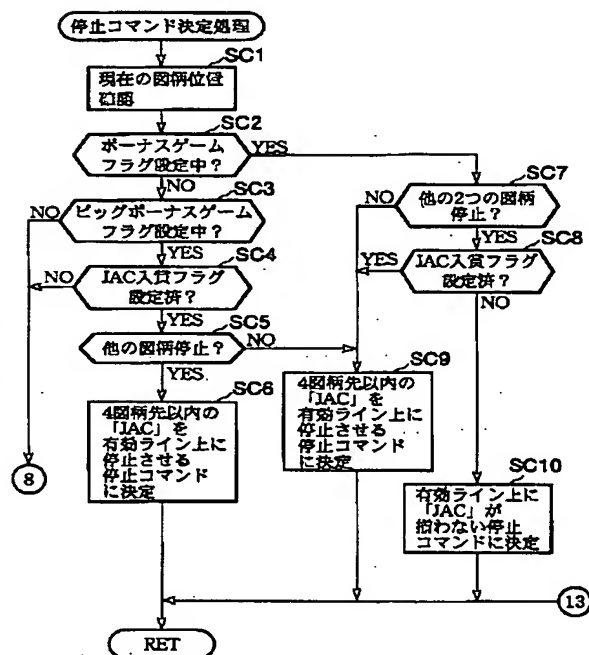 停止コマンド決定処理
SC1
現在の図柄位置
確認
SC2
ボーナスゲーム
フラグ設定中？
YES
NO
SC3
ビッグボーナスゲーム
フラグ設定中？
NO
YES
SC4
JAC入賞フラグ
設定済？
NO
YES
SC5
他の図柄停止？
NO
YES
SC6
4図柄先以内の
「JAC」を
有効ライン上に
停止させる
停止コマンド
に決定
8
SC7
他の2つの図柄
停止？
NO
YES
SC8
JAC入賞フラグ
設定済？
YES
NO
SC9
4図柄先以内の
「JAC」を
有効ライン上に
停止させる
停止コマンド
に決定
SC10
有効ライン上に
「JAC」が
揃わない停止
コマンドに決定
13
RET